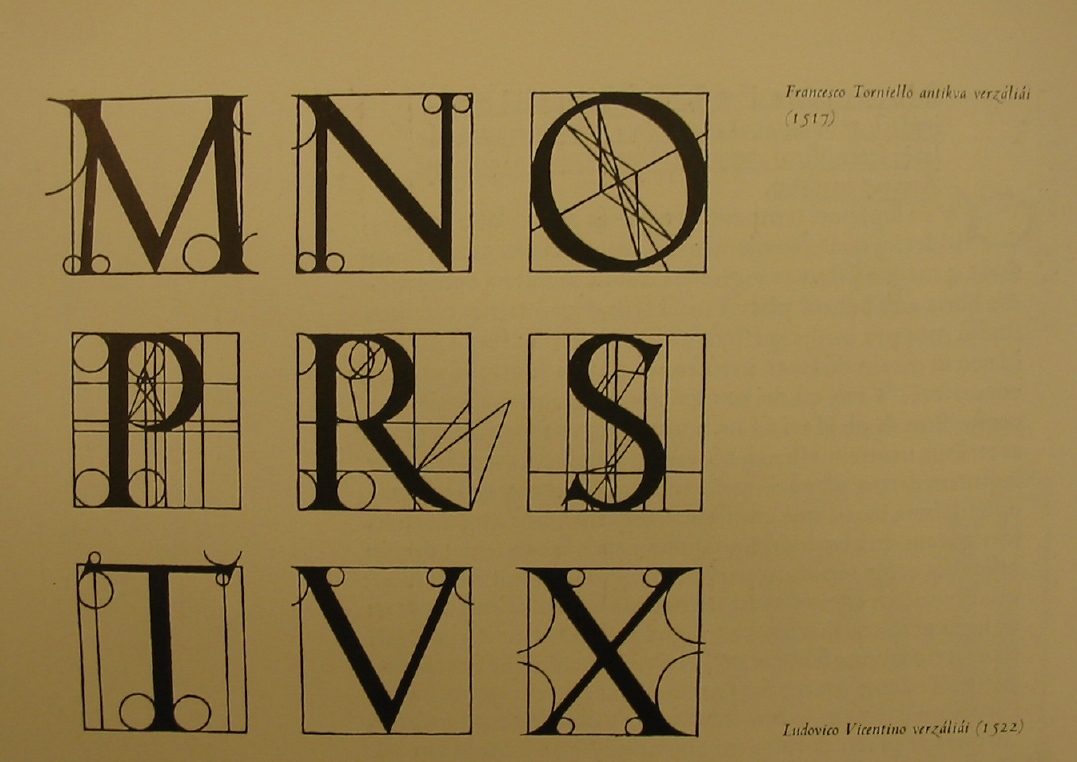 M N O
Francesco Torniello antikva verzáliái
(1517)
P R S
T V X
Ludovico Vicentino verzáliái (1522)